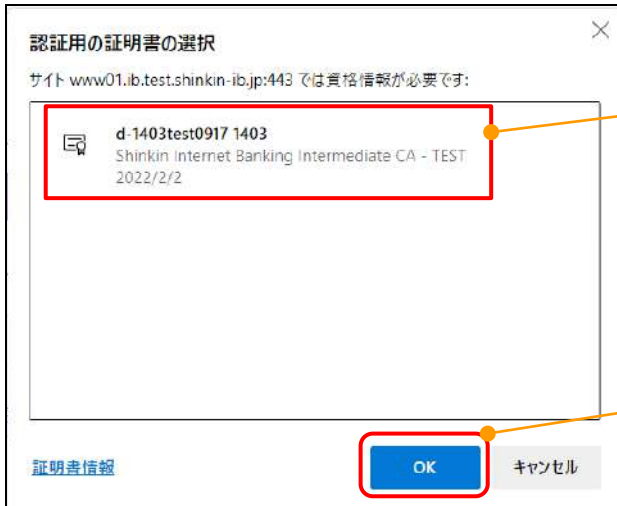 認証用の証明書の選択
サイト www01.ib.test.shinkin-ib.jp:443 では資格情報が必要です:
d-1403test0917 1403
Shinkin Internet Banking Intermediate CA - TEST
2022/2/2
証明書情報
OK
キャンセル